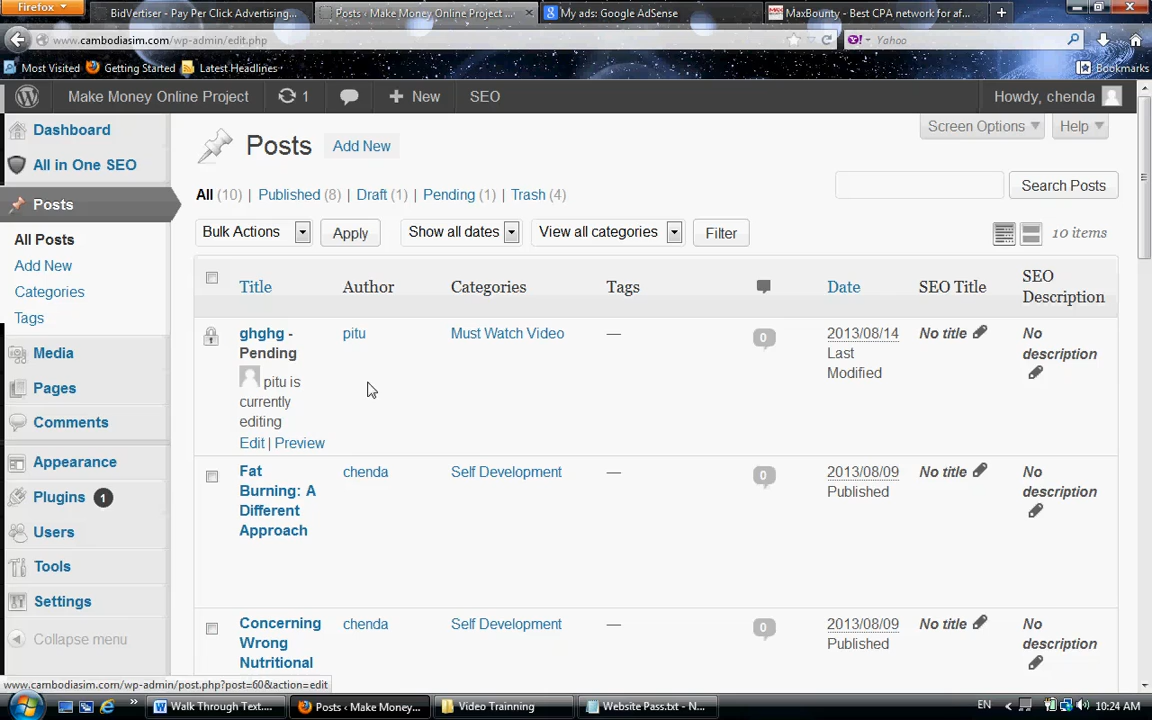 Firefox
BidVertiser - Pay Per Click Advertising...
Posts ‹ Make Money Online Project ...
My ads: Google AdSense
MaxBounty - Best CPA network for af...
www.cambodiasim.com/wp-admin/edit.php
Yahoo
Most Visited
Getting Started
Latest Headlines
Bookmarks
Make Money Online Project
1
New
SEO
Howdy, chenda
Dashboard
All in One SEO
Posts
All Posts
Add New
Categories
Tags
Media
Pages
Comments
Appearance
Plugins 1
Users
Tools
Settings
Collapse menu
Screen Options
Help
Posts
Add New
All (10) | Published (8) | Draft (1) | Pending (1) | Trash (4)
Search Posts
Bulk Actions
Apply
Show all dates
View all categories
Filter
10 items
Title
Author
Categories
Tags
Date
SEO Title
SEO
Description
ghghg -
Pending
pitu is
currently
editing
Edit | Preview
pitu
Must Watch Video
—
0
2013/08/14
Last
Modified
No title
No
description
Fat
Burning: A
Different
Approach
chenda
Self Development
—
0
2013/08/09
Published
No title
No
description
Concerning
Wrong
Nutritional
chenda
Self Development
—
0
2013/08/09
Published
No title
No
description
www.cambodiasim.com/wp-admin/post.php?post=60&action=edit
Walk Through Text....
Posts ‹ Make Money...
Video Trainning
Website Pass.txt - N...
EN
10:24 AM